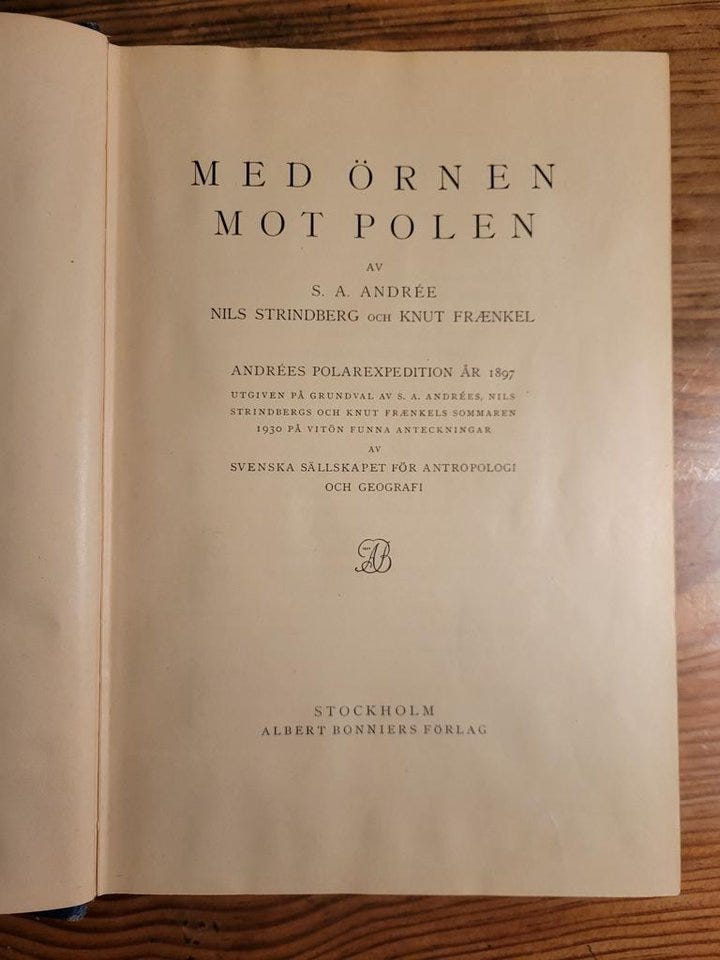 MED ÖRNEN
MOT POLEN
AV
S. A. ANDRÉE
NILS STRINDBERG OCH KNUT FRÆNKEL
ANDRÉES POLAREXPEDITION ÅR 1897
UTGIVEN PÅ GRUNDVAL AV S. A. ANDRÉES, NILS
STRINDBERGS OCH KNUT FRÆNKELS SOMMAREN
1930 PÅ VITÖN FUNNA ANTECKNINGAR
AV
SVENSKA SÄLLSKAPET FÖR ANTROPOLOGI
OCH GEOGRAFI
AB
STOCKHOLM
ALBERT BONNIERS FÖRLAG